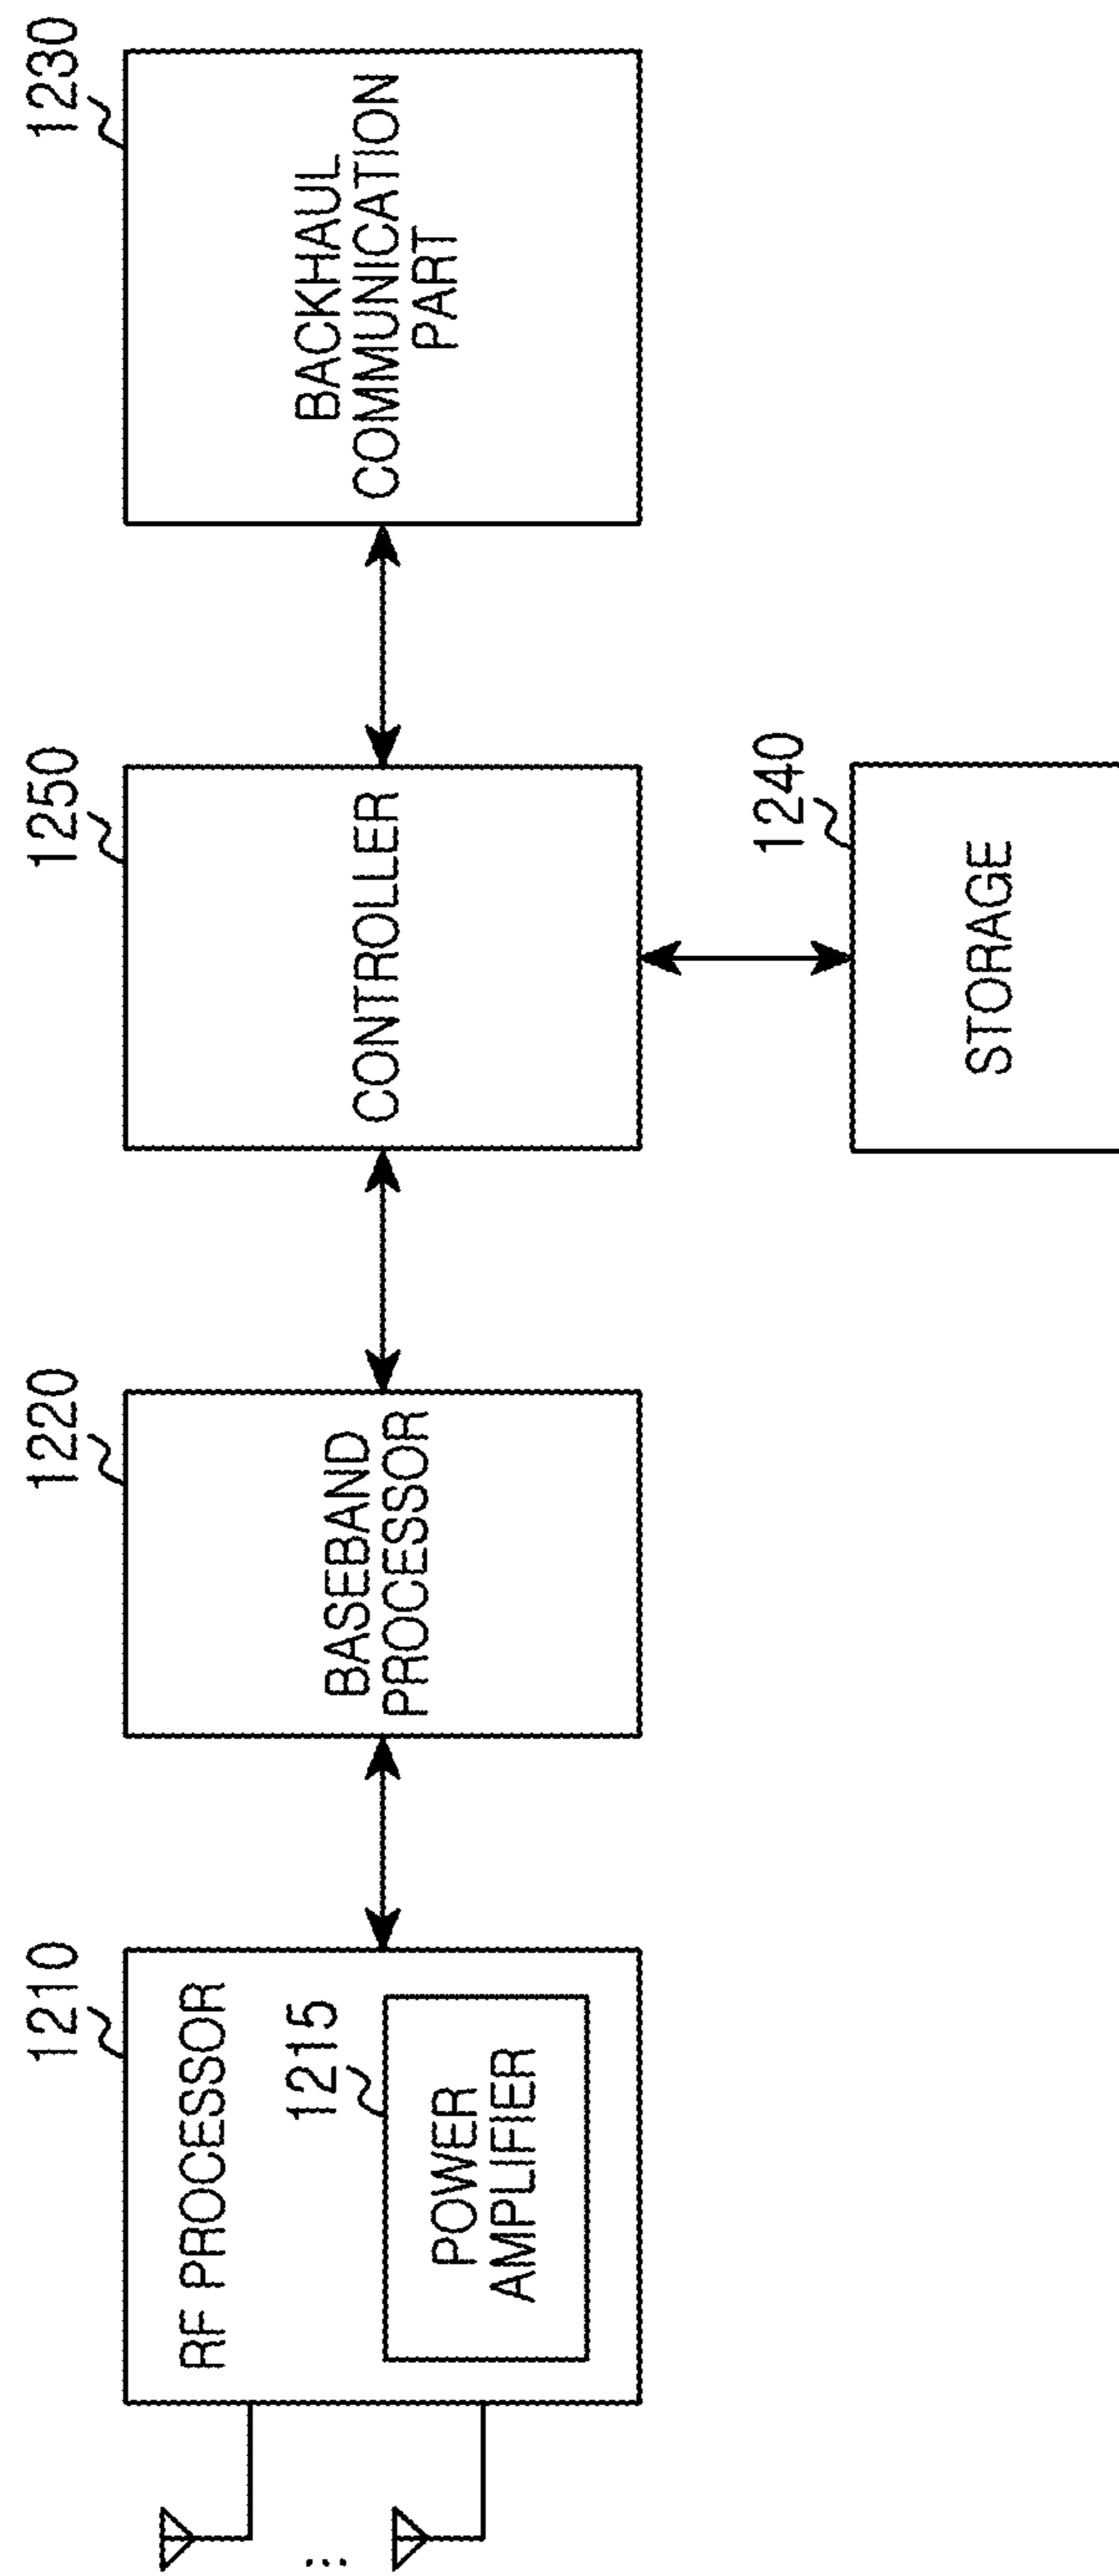 1210
RF PROCESSOR
1215
POWER
AMPLIFIER
1220
BASEBAND
PROCESSOR
1250
CONTROLLER
1230
BACKHAUL
COMMUNICATION
PART
1240
STORAGE